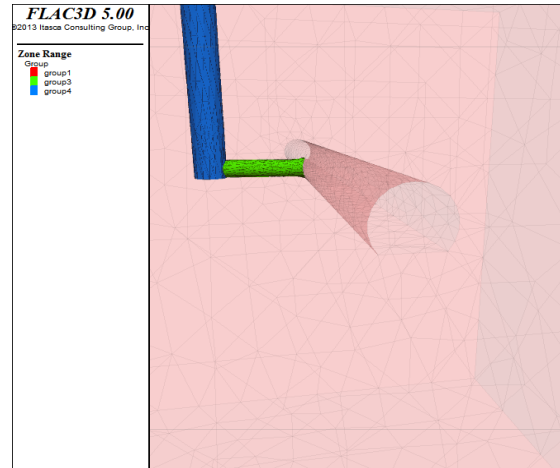 FLAC3D 5.00
©2013 Itasca Consulting Group, Inc
Zone Range
Group
group1
group3
group4